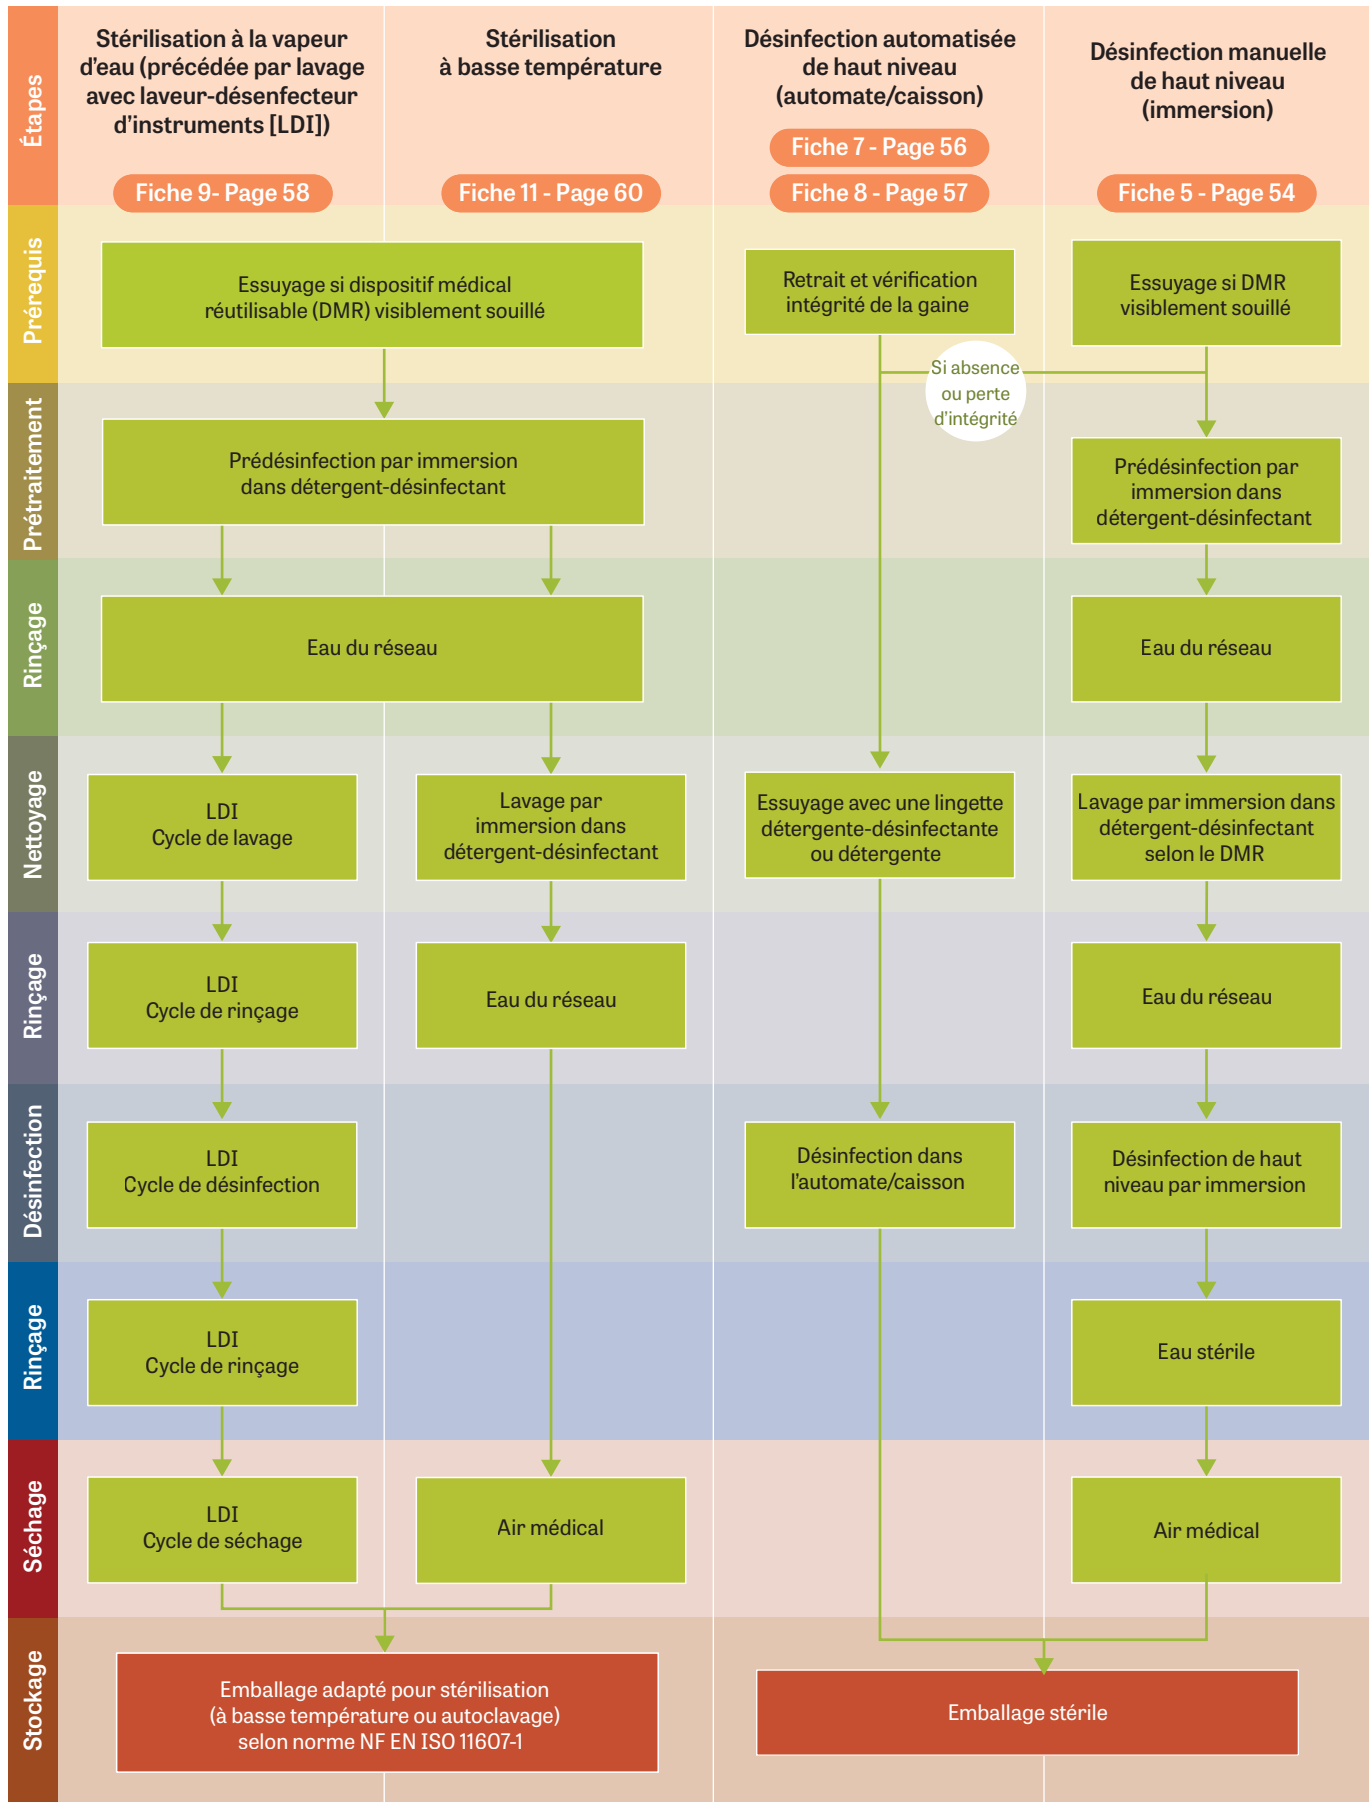 Étapes
Stérilisation à la vapeur
d'eau (précédée par lavage
avec laveur-désenfecteur
d'instruments [LDI])
Fiche 9- Page 58
Stérilisation
à basse température
Fiche 11 - Page 60
Désinfection automatisée
de haut niveau
(automate/caisson)
Fiche 7 - Page 56
Fiche 8 - Page 57
Désinfection manuelle
de haut niveau
(immersion)
Fiche 5 - Page 54
Prérequis
Essuyage si dispositif médical
réutilisable (DMR) visiblement souillé
Retrait et vérification
intégrité de la gaine
Essuyage si DMR
visiblement souillé
Si absence
ou perte
d'intégrité
Prétraitement
Prédésinfection par immersion
dans détergent-désinfectant
Prédésinfection par
immersion dans
détergent-désinfectant
Rinçage
Eau du réseau
Eau du réseau
Nettoyage
LDI
Cycle de lavage
Lavage par
immersion dans
détergent-désinfectant
Essuyage avec une lingette
détergente-désinfectante
ou détergente
Lavage par immersion dans
détergent-désinfectant
selon le DMR
Rinçage
LDI
Cycle de rinçage
Eau du réseau
Eau du réseau
Désinfection
LDI
Cycle de désinfection
Désinfection dans
l'automate/caisson
Désinfection de haut
niveau par immersion
Rinçage
LDI
Cycle de rinçage
Eau stérile
Séchage
LDI
Cycle de séchage
Air médical
Air médical
Stockage
Emballage adapté pour stérilisation
(à basse température ou autoclavage)
selon norme NF EN ISO 11607-1
Emballage stérile